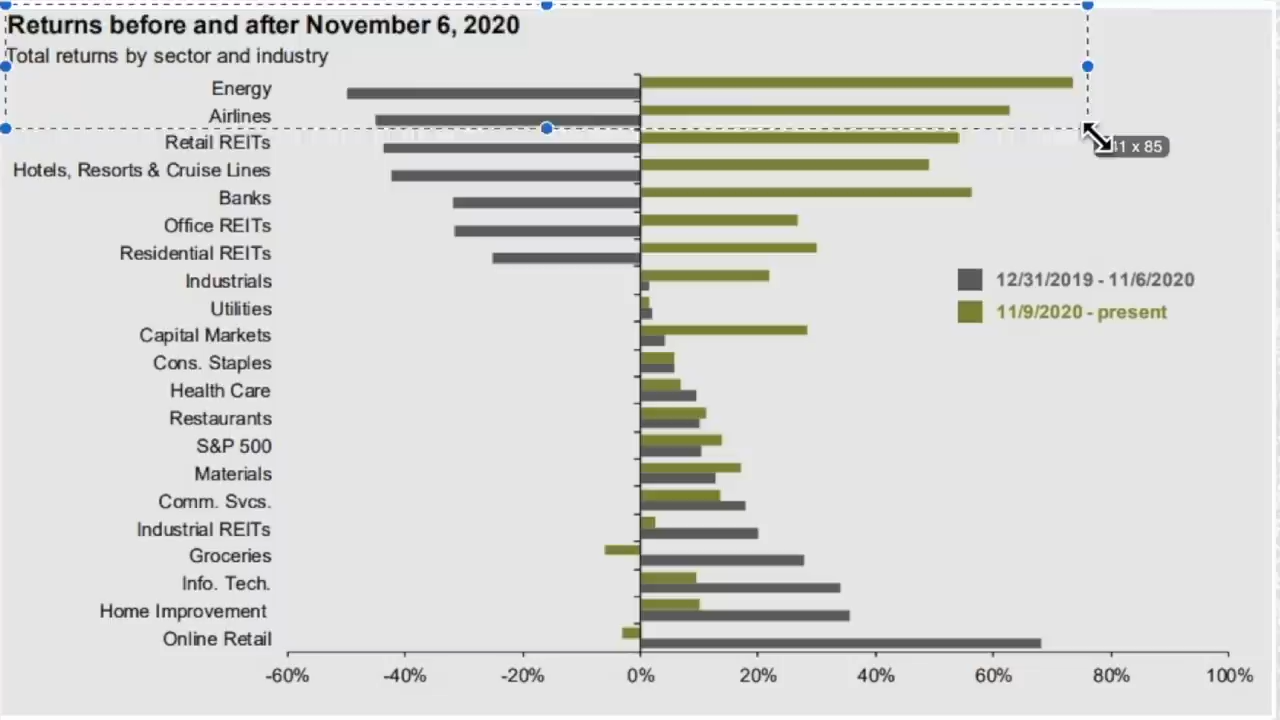 Returns before and after November 6, 2020
Total returns by sector and industry
Energy
Airlines
Retail REITs
Hotels, Resorts & Cruise Lines
Banks
Office REITs
Residential REITs
Industrials
Utilities
Capital Markets
Cons. Staples
Health Care
Restaurants
S&P 500
Materials
Comm. Svcs.
Industrial REITs
Groceries
Info. Tech.
Home Improvement
Online Retail
x 85
12/31/2019 - 11/6/2020
11/9/2020 - present
-60% -40% -20% 0% 20% 40% 60% 80% 100%